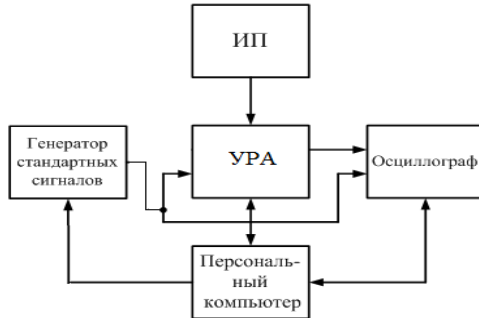 ИП
Генератор
стандартных
сигналов
УРА
Осциллограф
Персональ-
ный
компьютер